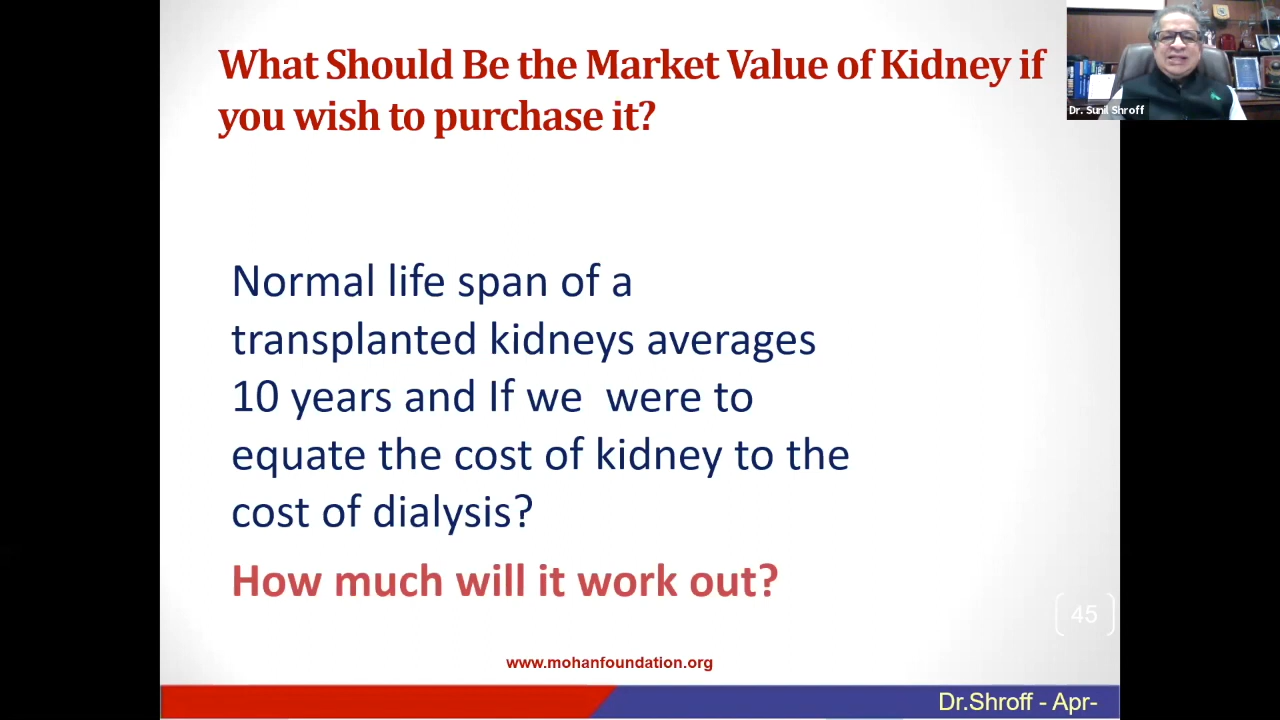 What Should Be the Market Value of Kidney if
you wish to purchase it?
Dr. Sunil Shroff
Normal life span of a
transplanted kidneys averages
10 years and If we were to
equate the cost of kidney to the
cost of dialysis?
How much will it work out?
45
www.mohanfoundation.org
Dr.Shroff - Apr-